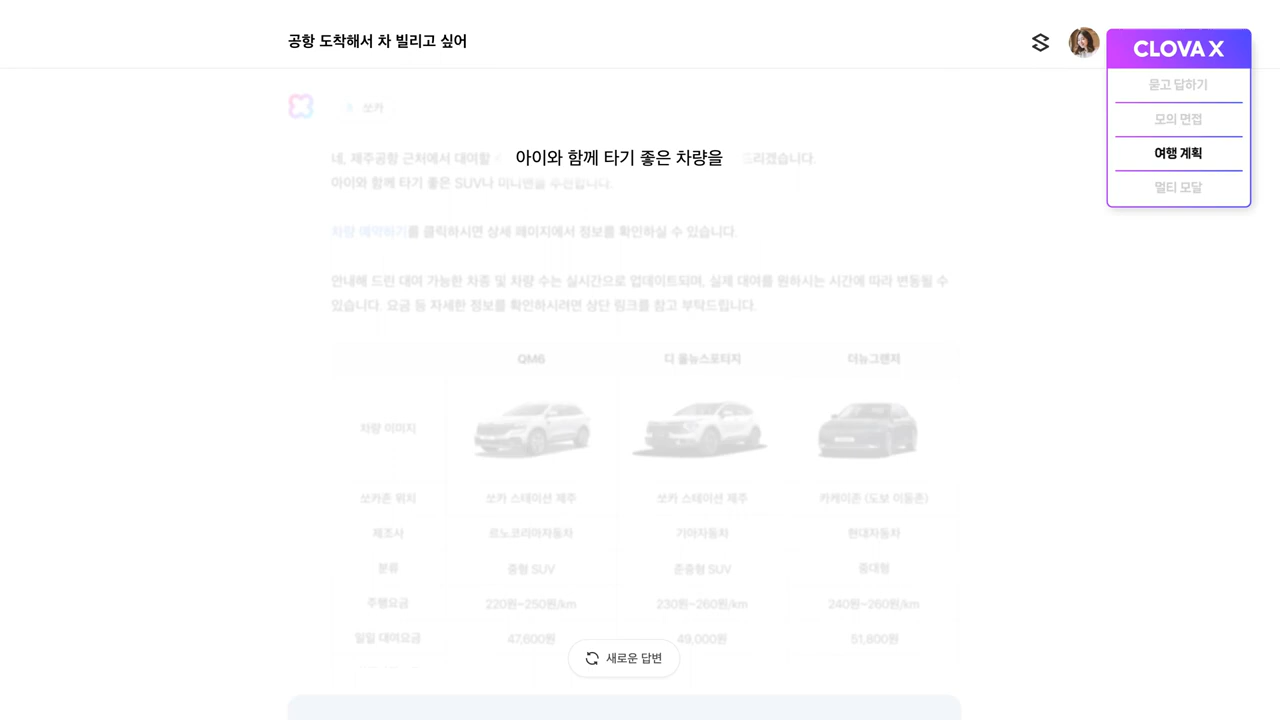 공항 도착해서 차 빌리고 싶어
CLOVA X
묻고 답하기
모의 면접
여행 계획
멀티 모달
쏘카
네, 제주공항 근처에서 대여할
아이와 함께 타기 좋은 차량을
드리겠습니다.
아이와 함께 타기 좋은 SUV나 미니밴을 추천합니다.
차량 예약하기를 클릭하시면 상세 페이지에서 정보를 확인하실 수 있습니다.
안내해 드린 대여 가능한 차종 및 차량 수는 실시간으로 업데이트되며, 실제 대여를 원하시는 시간에 따라 변동될 수
있습니다. 요금 등 자세한 정보를 확인하시려면 상단 링크를 참고 부탁드립니다.
QM6 디 올뉴스포티지 더뉴그랜저
차량 이미지
쏘카존 위치 쏘카 스테이션 제주 쏘카 스테이션 제주 카케이존 (도보 이동존)
제조사 르노코리아자동차 기아자동차 현대자동차
분류 중형 SUV 준중형 SUV 중대형
주행요금 220원~250원/km 230원~260원/km 240원~260원/km
일일 대여요금 47,600원 49,000원 51,800원
새로운 답변